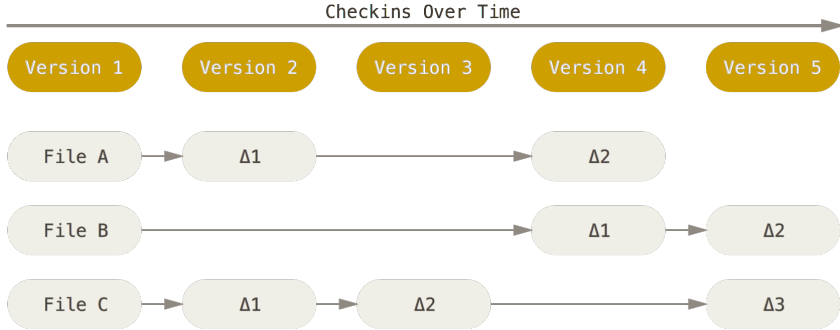 Checkins Over Time
Version 1 Version 2 Version 3 Version 4 Version 5
File A Δ1 Δ2
File B Δ1 Δ2
File C Δ1 Δ2 Δ3